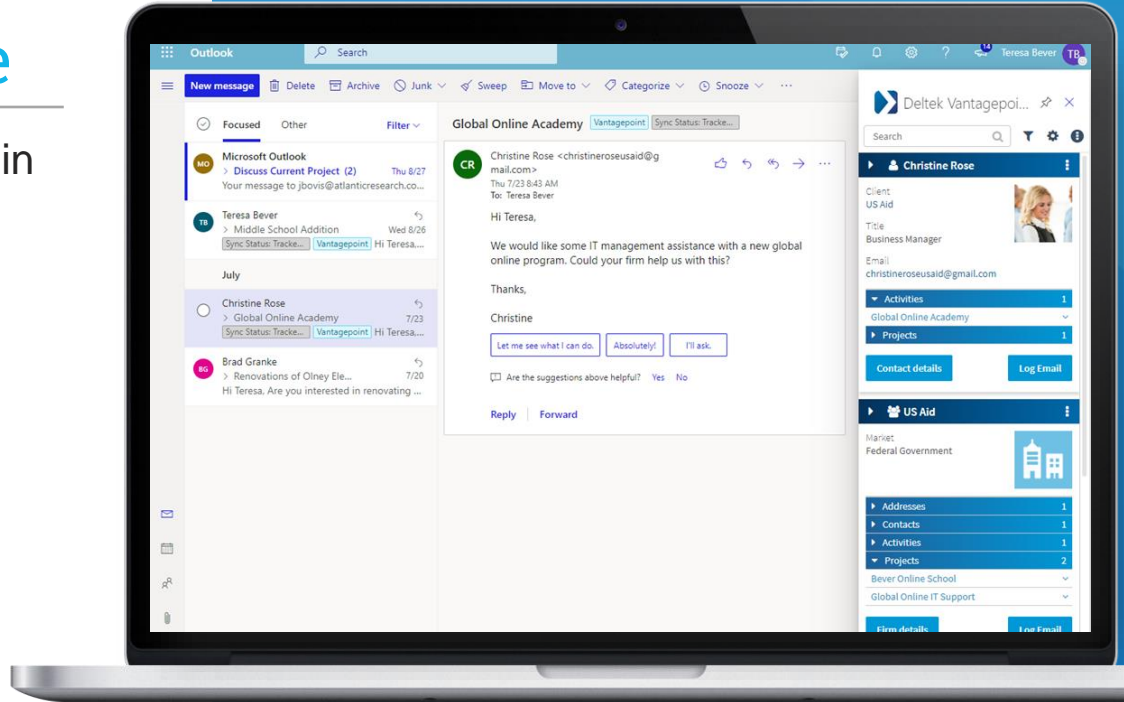 e
in
Outlook
Search
14
Teresa Bever
TB
New message
Delete
Archive
Junk
Sweep
Move to
Categorize
Snooze
...
Focused
Other
Filter
MO
Microsoft Outlook
> Discuss Current Project (2) Thu 8/27
Your message to jbovis@atlanticresearch.co...
TB
Teresa Bever
> Middle School Addition Wed 8/26
Sync Status: Tracke... Vantagepoint Hi Teresa,...
July
Christine Rose
> Global Online Academy 7/23
Sync Status: Tracke... Vantagepoint Hi Teresa,...
BG
Brad Granke
> Renovations of Olney Ele... 7/20
Hi Teresa, Are you interested in renovating ...
Global Online Academy Vantagepoint Sync Status: Tracke...
CR
Christine Rose <christineroseusaid@g
mail.com>
Thu 7/23 8:43 AM
To: Teresa Bever
...
Hi Teresa,
We would like some IT management assistance with a new global
online program. Could your firm help us with this?
Thanks,
Christine
Let me see what I can do. Absolutely! I'll ask.
Are the suggestions above helpful? Yes No
Reply Forward
Deltek Vantagepoi...
Search
Christine Rose
Client
US Aid
Title
Business Manager
Email
christineroseusaid@gmail.com
Activities 1
Global Online Academy
Projects 1
Contact details Log Email
US Aid
Market
Federal Government
Addresses 1
Contacts 1
Activities 1
Projects 2
Bever Online School
Global Online IT Support
Firm details Log Email